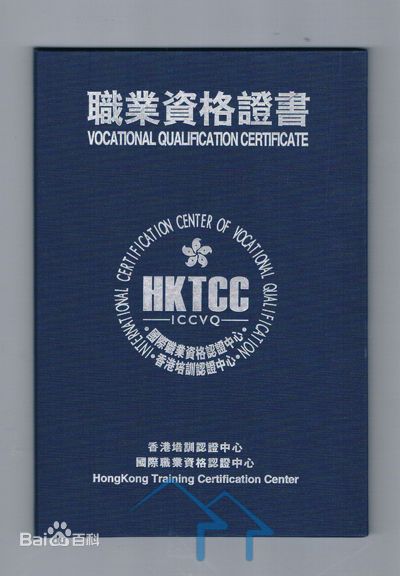 職業資格證書
VOCATIONAL QUALIFICATION CERTIFICATE
INTERNATIONAL CERTIFICATION CENTER OF VOCATIONAL QUALIFICATION
HKTCC
ICCVQ
·國際職業資格認證中心·
·香港培訓認證中心·
香港培訓認證中心
國際職業資格認證中心
HongKong Training Certification Center
Bai百科